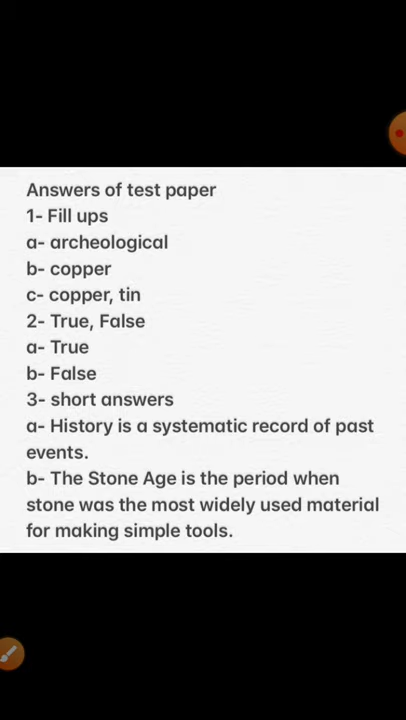 Answers of test paper
1- Fill ups
a- archeological
b- copper
c- copper, tin
2- True, False
a- True
b- False
3- short answers
a- History is a systematic record of past
events.
b- The Stone Age is the period when
stone was the most widely used material
for making simple tools.